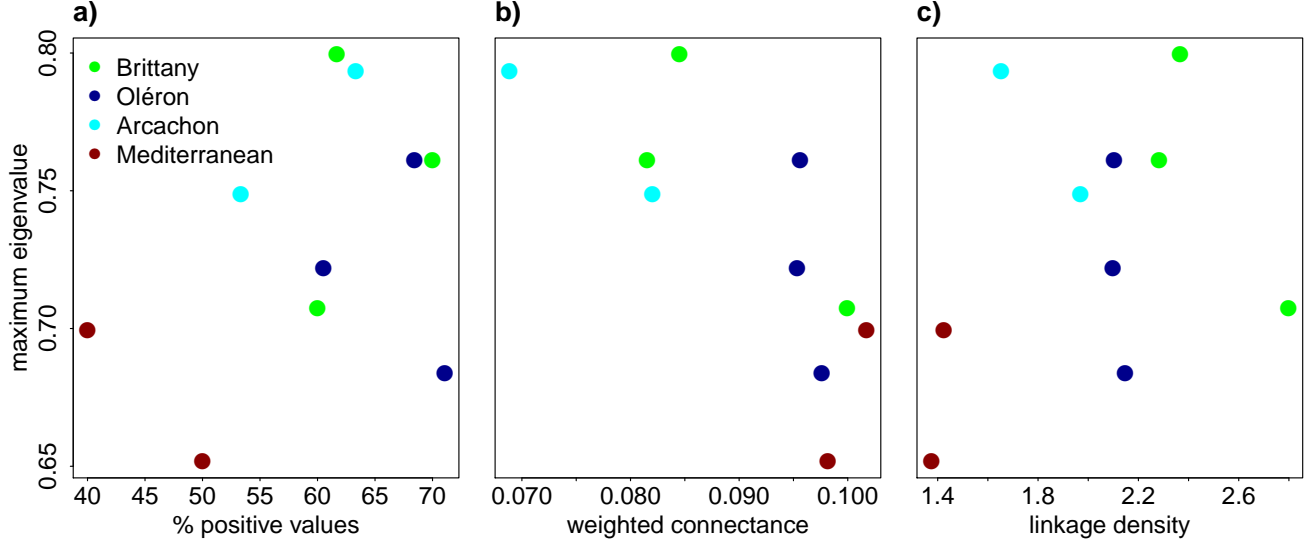 a)
b)
c)
Brittany
Oléron
Arcachon
Mediterranean
maximum eigenvalue
0.80
0.75
0.70
0.65
40 45 50 55 60 65 70
% positive values
0.070 0.080 0.090 0.100
weighted connectance
1.4 1.8 2.2 2.6
linkage density